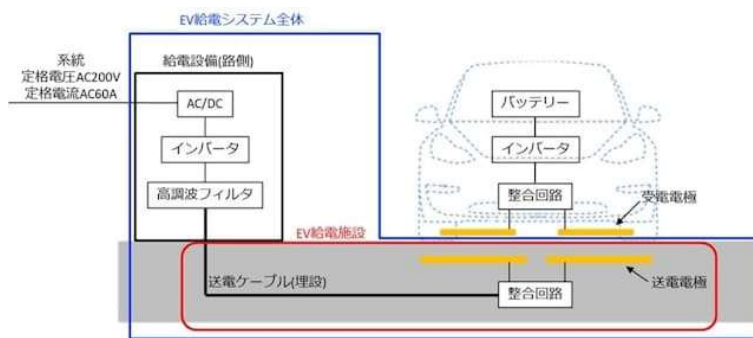 EV給電システム全体
系統
定格電圧AC200V
定格電流AC60A
給電設備(路側)
AC/DC
インバータ
高調波フィルタ
バッテリー
インバータ
整合回路
受電電極
EV給電施設
送電ケーブル(埋設)
整合回路
送電電極